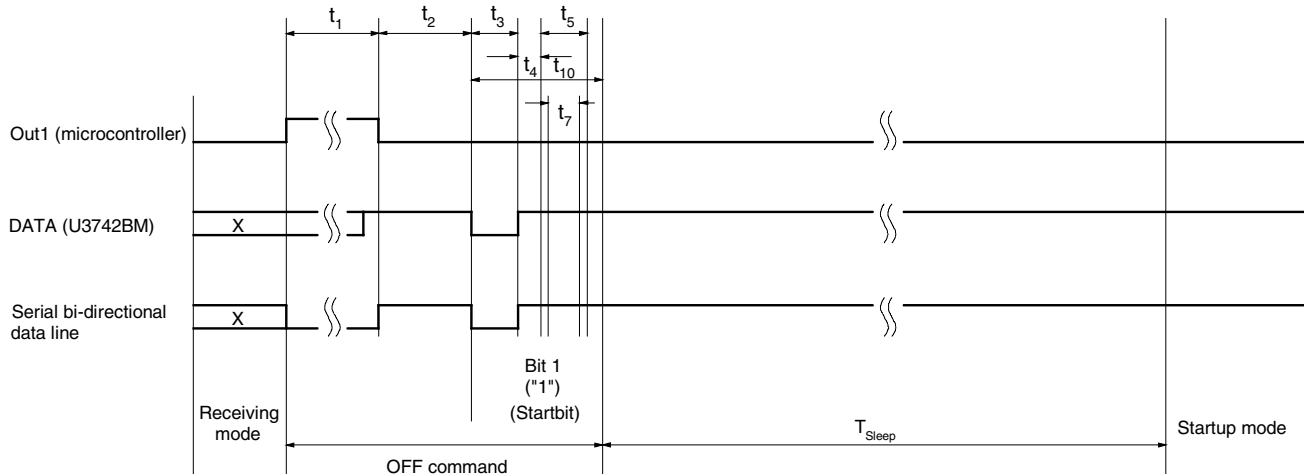 t1 t2 t3 t5
t4 t10
t7
Out1 (microcontroller)
DATA (U3742BM)
X
Serial bi-directional
data line
X
Bit 1
("1")
(Startbit)
Receiving
mode
TSleep
Startup mode
OFF command